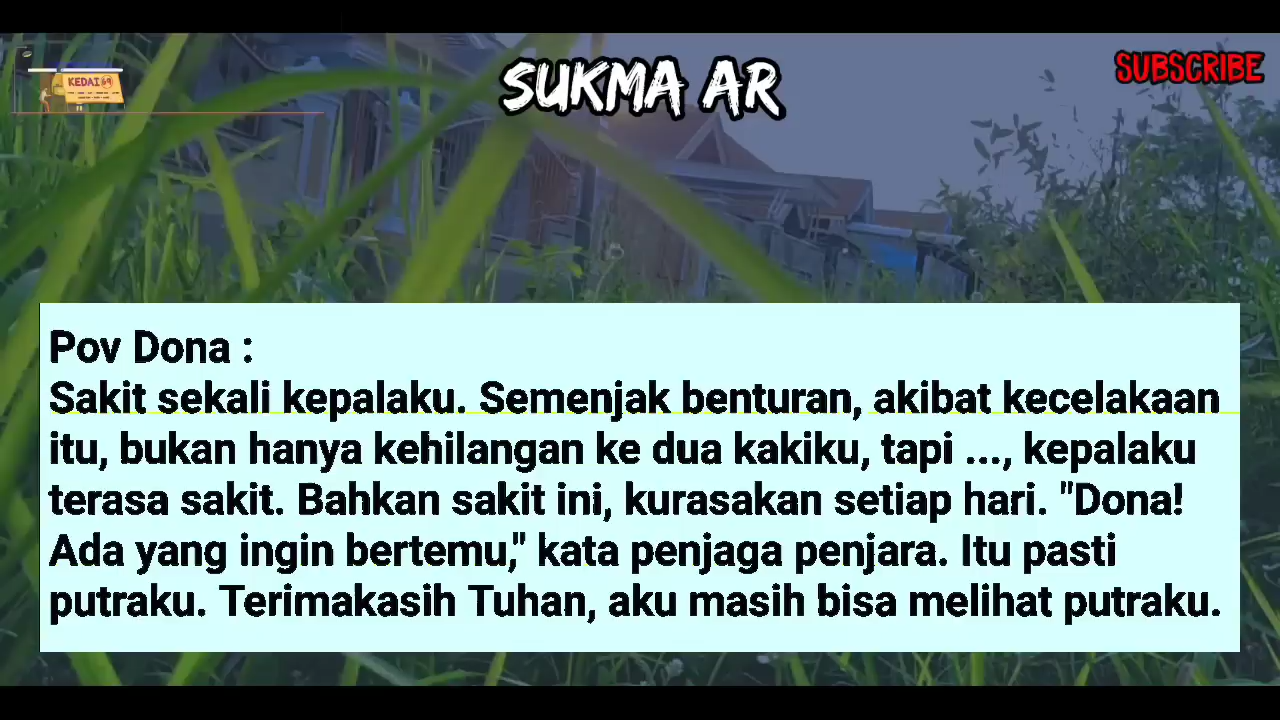 KEDAI 69
SUKMA AR
SUBSCRIBE
Pov Dona :
Sakit sekali kepalaku. Semenjak benturan, akibat kecelakaan
itu, bukan hanya kehilangan ke dua kakiku, tapi ..., kepalaku
terasa sakit. Bahkan sakit ini, kurasakan setiap hari. "Dona!
Ada yang ingin bertemu," kata penjaga penjara. Itu pasti
putraku. Terimakasih Tuhan, aku masih bisa melihat putraku.